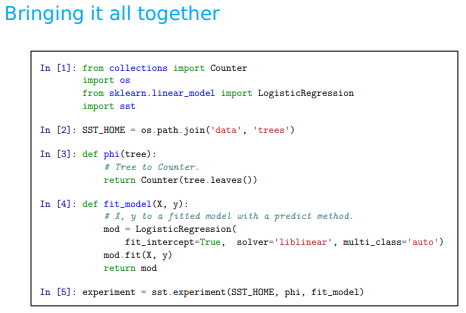 Bringing it all together
In [1]: from collections import Counter
import os
from sklearn.linear_model import LogisticRegression
import sst
In [2]: SST_HOME = os.path.join('data', 'trees')
In [3]: def phi(tree):
# Tree to Counter.
return Counter(tree.leaves())
In [4]: def fit_model(X, y):
# X, y to a fitted model with a predict method.
mod = LogisticRegression(
fit_intercept=True, solver='liblinear', multi_class='auto')
mod.fit(X, y)
return mod
In [5]: experiment = sst.experiment(SST_HOME, phi, fit_model)